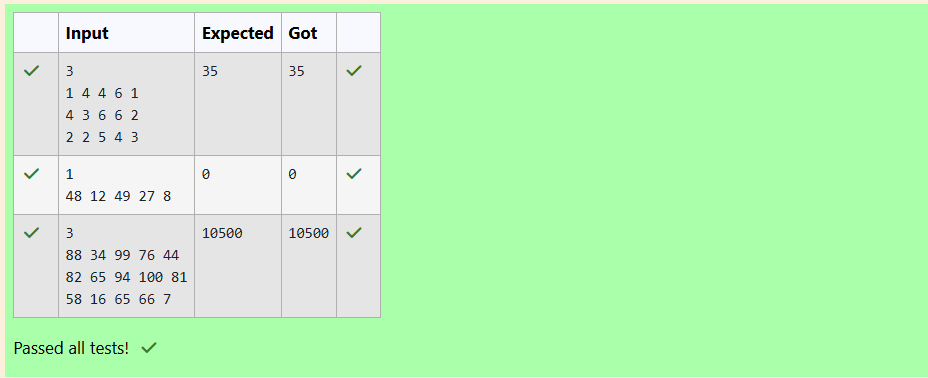 Input Expected Got
3 35 35
1 4 4 6 1
4 3 6 6 2
2 2 5 4 3
1 0 0
48 12 49 27 8
3 10500 10500
88 34 99 76 44
82 65 94 100 81
58 16 65 66 7
Passed all tests!